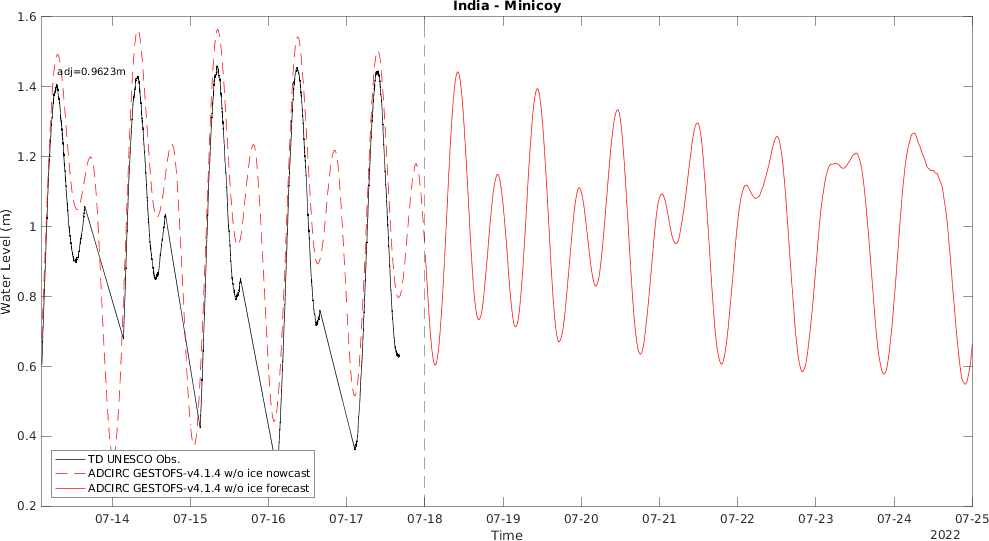 India - Minicoy
1.6
1.4
1.2
1
0.8
0.6
0.4
0.2
Water Level (m)
adj=0.9623m
TD UNESCO Obs.
ADCIRC GESTOFS-v4.1.4 w/o ice nowcast
ADCIRC GESTOFS-v4.1.4 w/o ice forecast
07-14 07-15 07-16 07-17 07-18 07-19 07-20 07-21 07-22 07-23 07-24 07-25
Time
2022